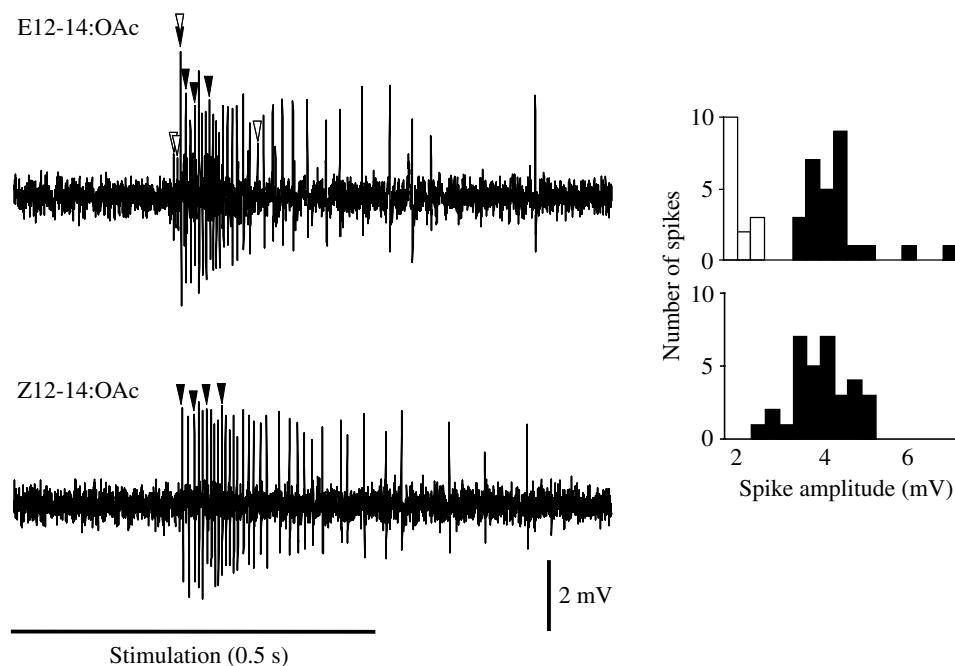 E12-14:OAc
10
5
0
Number of spikes
10
5
0
Z12-14:OAc
2 4 6
Spike amplitude (mV)
2 mV
Stimulation (0.5 s)